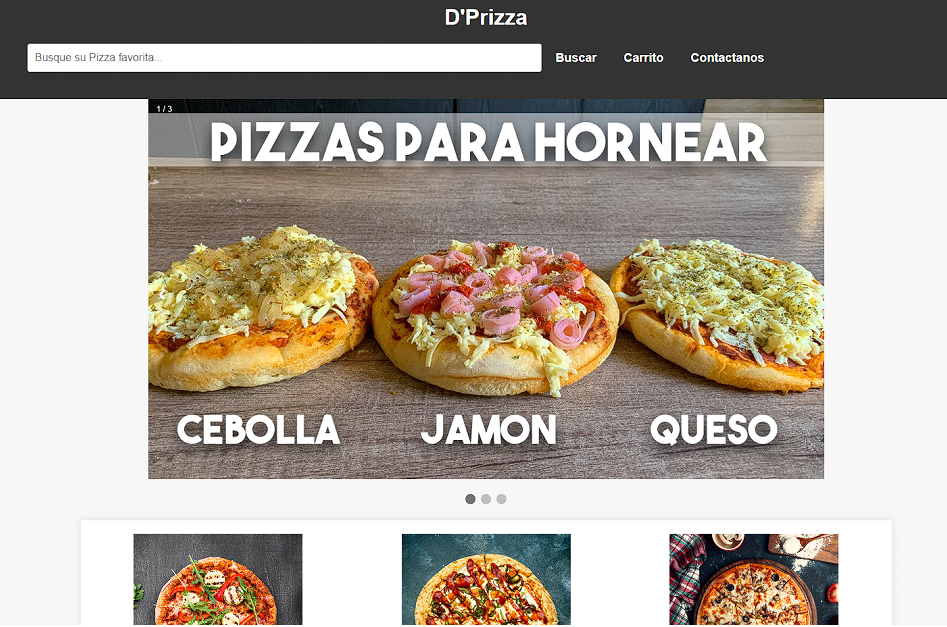 D'Prizza
Busque su Pizza favorita...
Buscar
Carrito
Contactanos
1 / 3
PIZZAS PARA HORNEAR
CEBOLLA
JAMON
QUESO